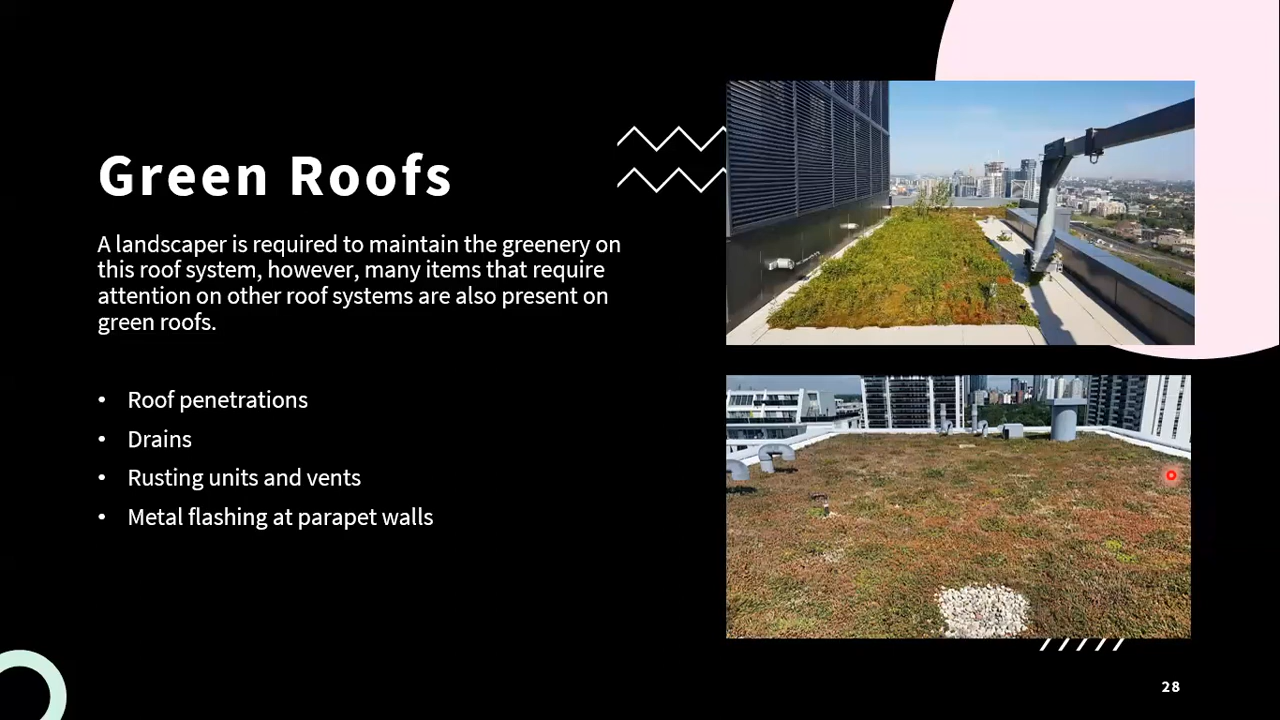 Green Roofs
A landscaper is required to maintain the greenery on
this roof system, however, many items that require
attention on other roof systems are also present on
green roofs.
• Roof penetrations
• Drains
• Rusting units and vents
• Metal flashing at parapet walls
28